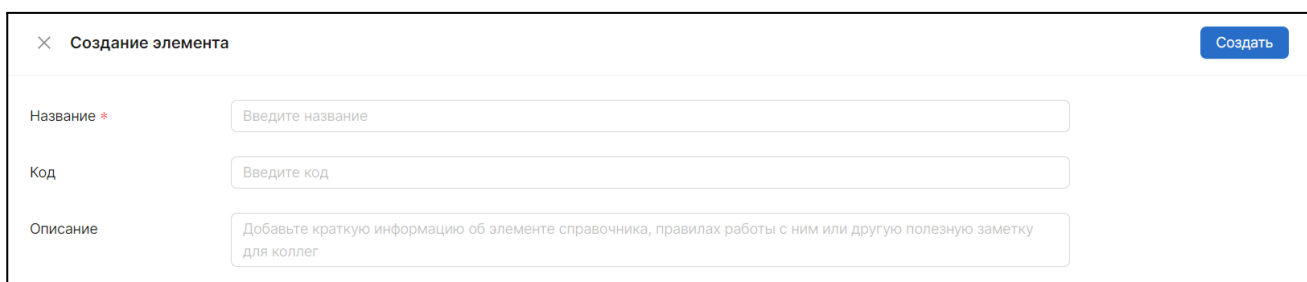 Создание элемента
Создать
Название *
Введите название
Код
Введите код
Описание
Добавьте краткую информацию об элементе справочника, правилах работы с ним или другую полезную заметку
для коллег